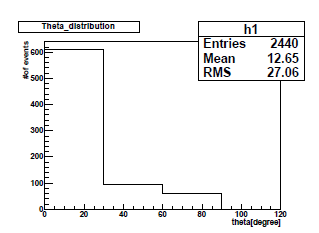 Theta_distribution
h1
Entries 2440
Mean 12.65
RMS 27.06
#of events
600
500
400
300
200
100
0
0 20 40 60 80 100 120
theta[degree]